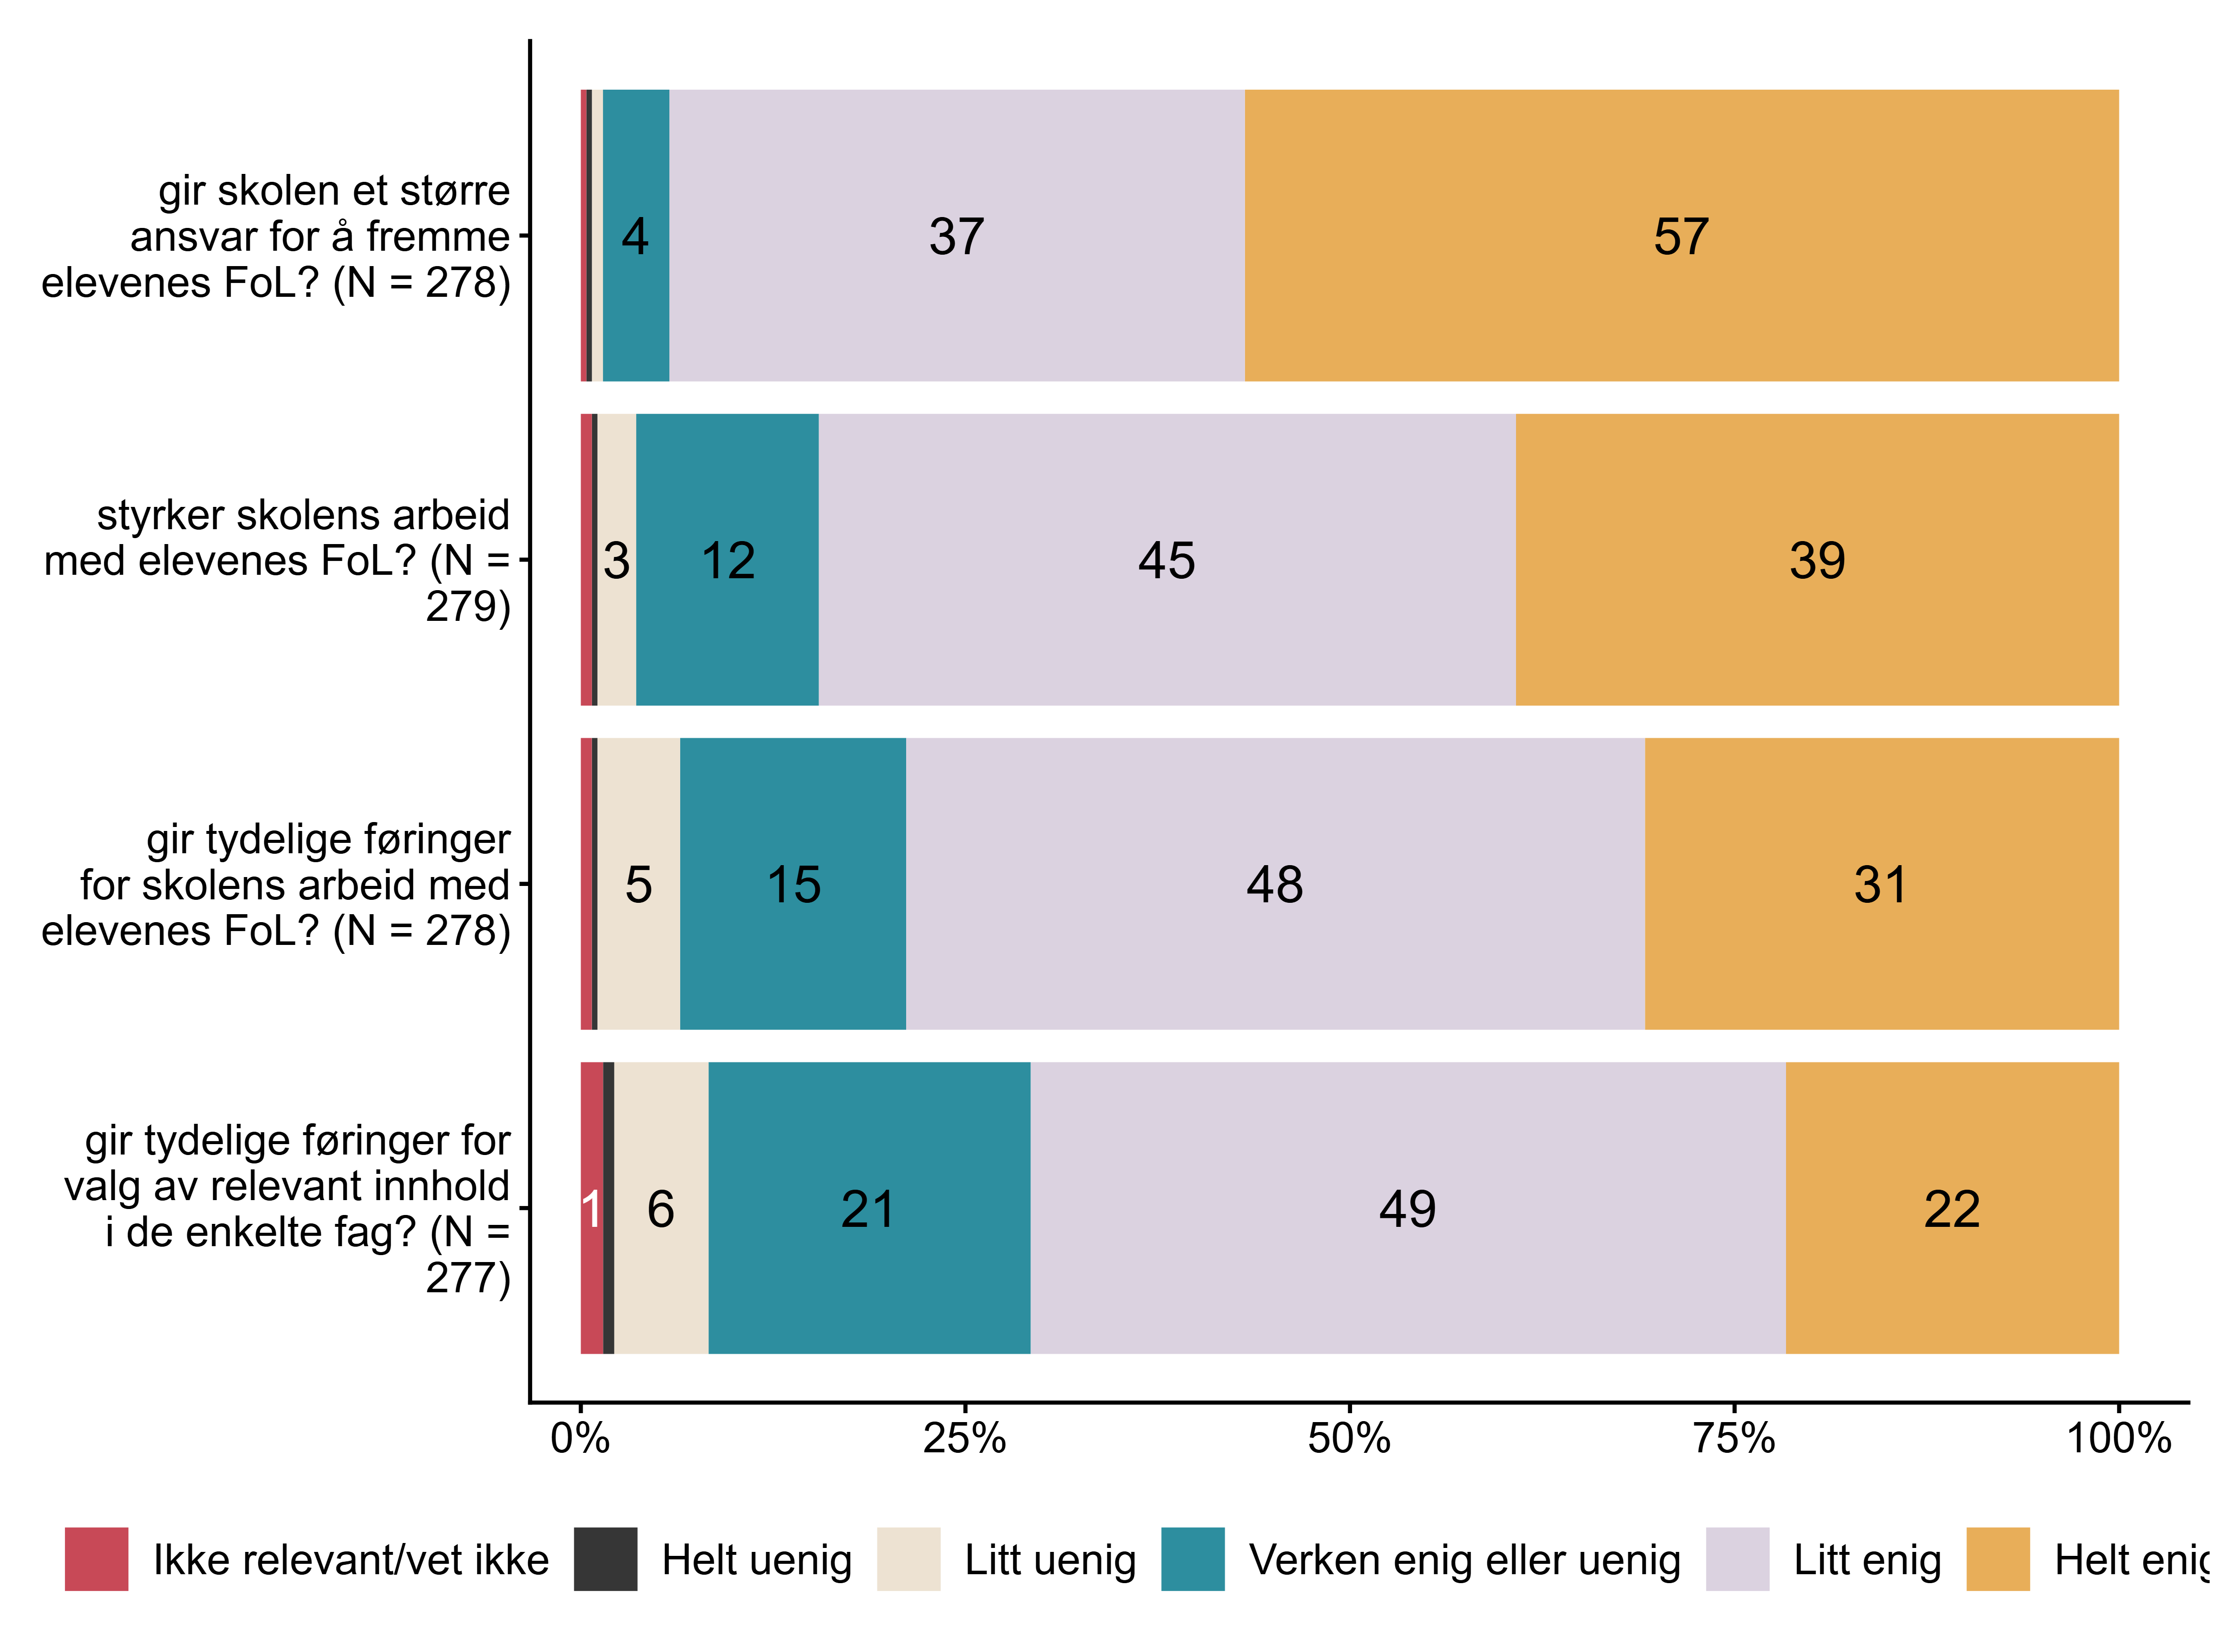 gir skolen et større
ansvar for å fremme
elevenes FoL? (N = 278)
4
37
57
styrker skolens arbeid
med elevenes FoL? (N =
279)
3
12
45
39
gir tydelige føringer
for skolens arbeid med
elevenes FoL? (N = 278)
5
15
48
31
gir tydelige føringer for
valg av relevant innhold
i de enkelte fag? (N =
277)
1
6
21
49
22
0%
25%
50%
75%
100%
Ikke relevant/vet ikke
Helt uenig
Litt uenig
Verken enig eller uenig
Litt enig
Helt enig